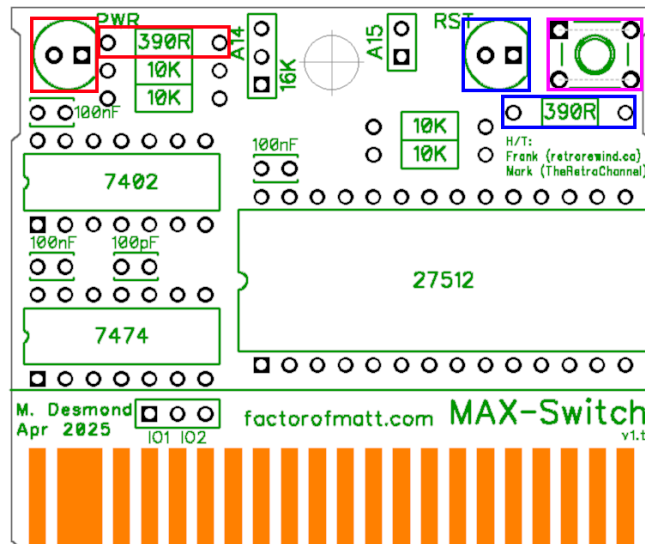 PWR
390R
10K
10K
A14
16K
A15
RST
390R
100nF
10K
10K
H/T:
Frank (retrorewind.ca)
Mark (TheRetroChannel)
100nF
7402
100nF
100pF
27512
7474
M. Desmond
Apr 2025
IO1 IO2
factorofmatt.com
MAX-Switch